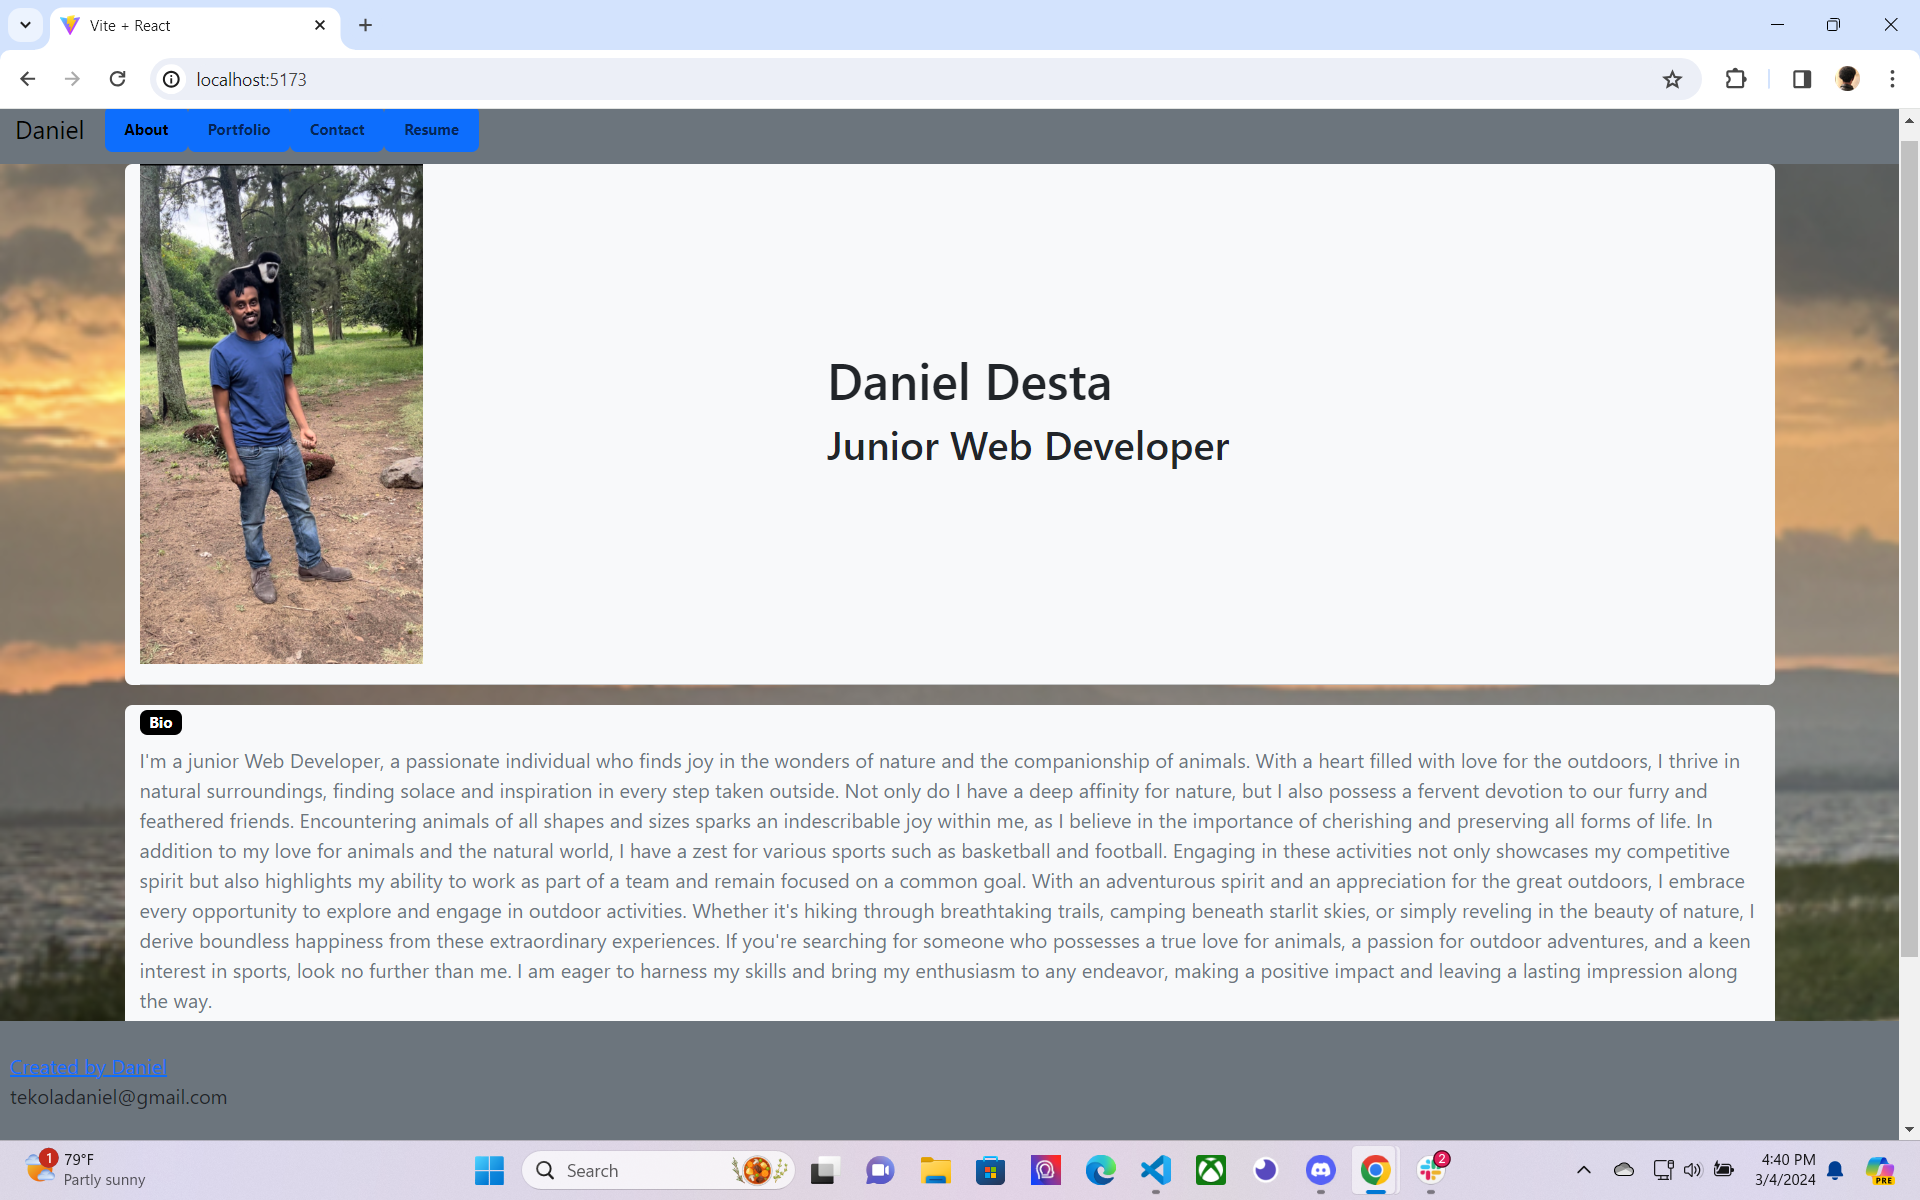 Vite + React
localhost:5173
Daniel
About
Portfolio
Contact
Resume
Daniel Desta
Junior Web Developer
Bio
I'm a junior Web Developer, a passionate individual who finds joy in the wonders of nature and the companionship of animals. With a heart filled with love for the outdoors, I thrive in
natural surroundings, finding solace and inspiration in every step taken outside. Not only do I have a deep affinity for nature, but I also possess a fervent devotion to our furry and
feathered friends. Encountering animals of all shapes and sizes sparks an indescribable joy within me, as I believe in the importance of cherishing and preserving all forms of life. In
addition to my love for animals and the natural world, I have a zest for various sports such as basketball and football. Engaging in these activities not only showcases my competitive
spirit but also highlights my ability to work as part of a team and remain focused on a common goal. With an adventurous spirit and an appreciation for the great outdoors, I embrace
every opportunity to explore and engage in outdoor activities. Whether it's hiking through breathtaking trails, camping beneath starlit skies, or simply reveling in the beauty of nature, I
derive boundless happiness from these extraordinary experiences. If you're searching for someone who possesses a true love for animals, a passion for outdoor adventures, and a keen
interest in sports, look no further than me. I am eager to harness my skills and bring my enthusiasm to any endeavor, making a positive impact and leaving a lasting impression along
the way.
Created by Daniel
tekoladaniel@gmail.com
1
79°F
Partly sunny
Search
2
4:40 PM
3/4/2024
PRE